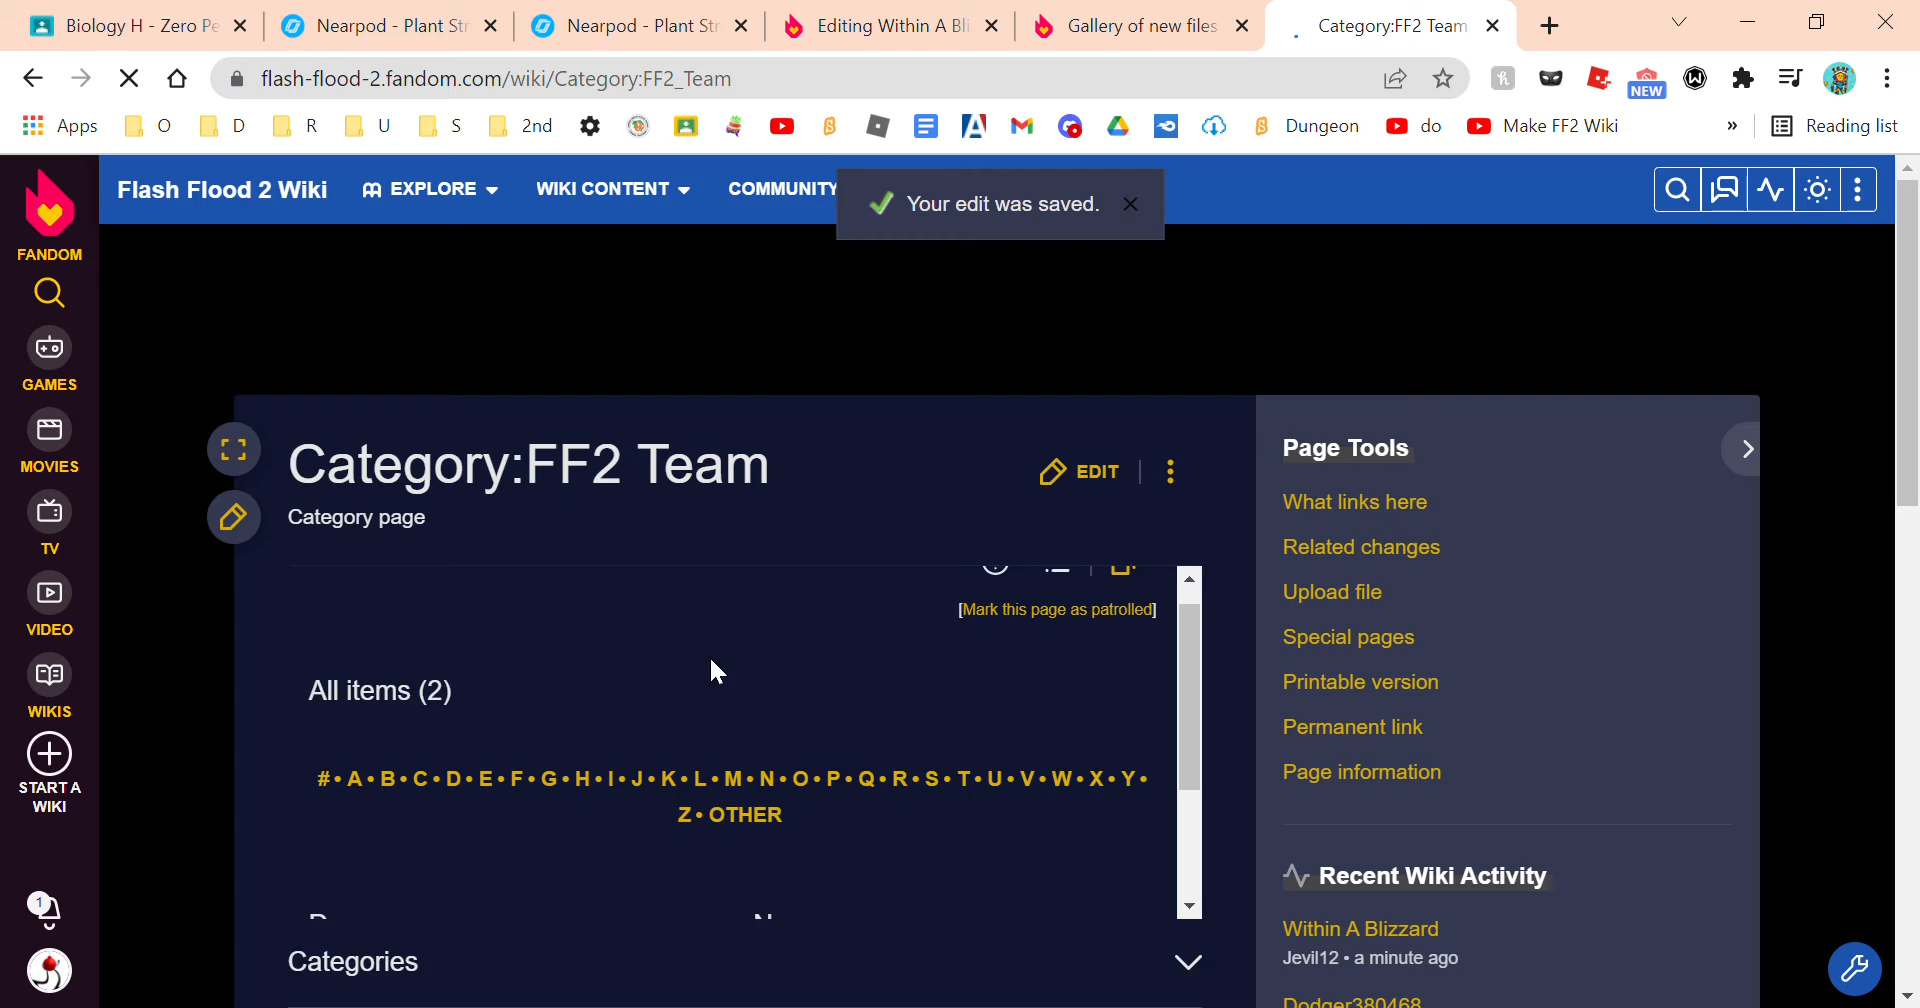 Biology H - Zero Pe
Nearpod - Plant Str
Nearpod - Plant Str
Editing Within A Bli
Gallery of new files
Category:FF2 Team
flash-flood-2.fandom.com/wiki/Category:FF2_Team
NEW
Apps
O
D
R
U
S
2nd
Dungeon
do
Make FF2 Wiki
»
Reading list
FANDOM
GAMES
MOVIES
TV
VIDEO
WIKIS
START A
WIKI
1
Flash Flood 2 Wiki
EXPLORE
WIKI CONTENT
COMMUNITY
Your edit was saved.
Category:FF2 Team
EDIT
Category page
[Mark this page as patrolled]
All items (2)
# • A • B • C • D • E • F • G • H • I • J • K • L • M • N • O • P • Q • R • S • T • U • V • W • X • Y •
Z • OTHER
Categories
Page Tools
What links here
Related changes
Upload file
Special pages
Printable version
Permanent link
Page information
Recent Wiki Activity
Within A Blizzard
Jevil12 • a minute ago
Dodger380468